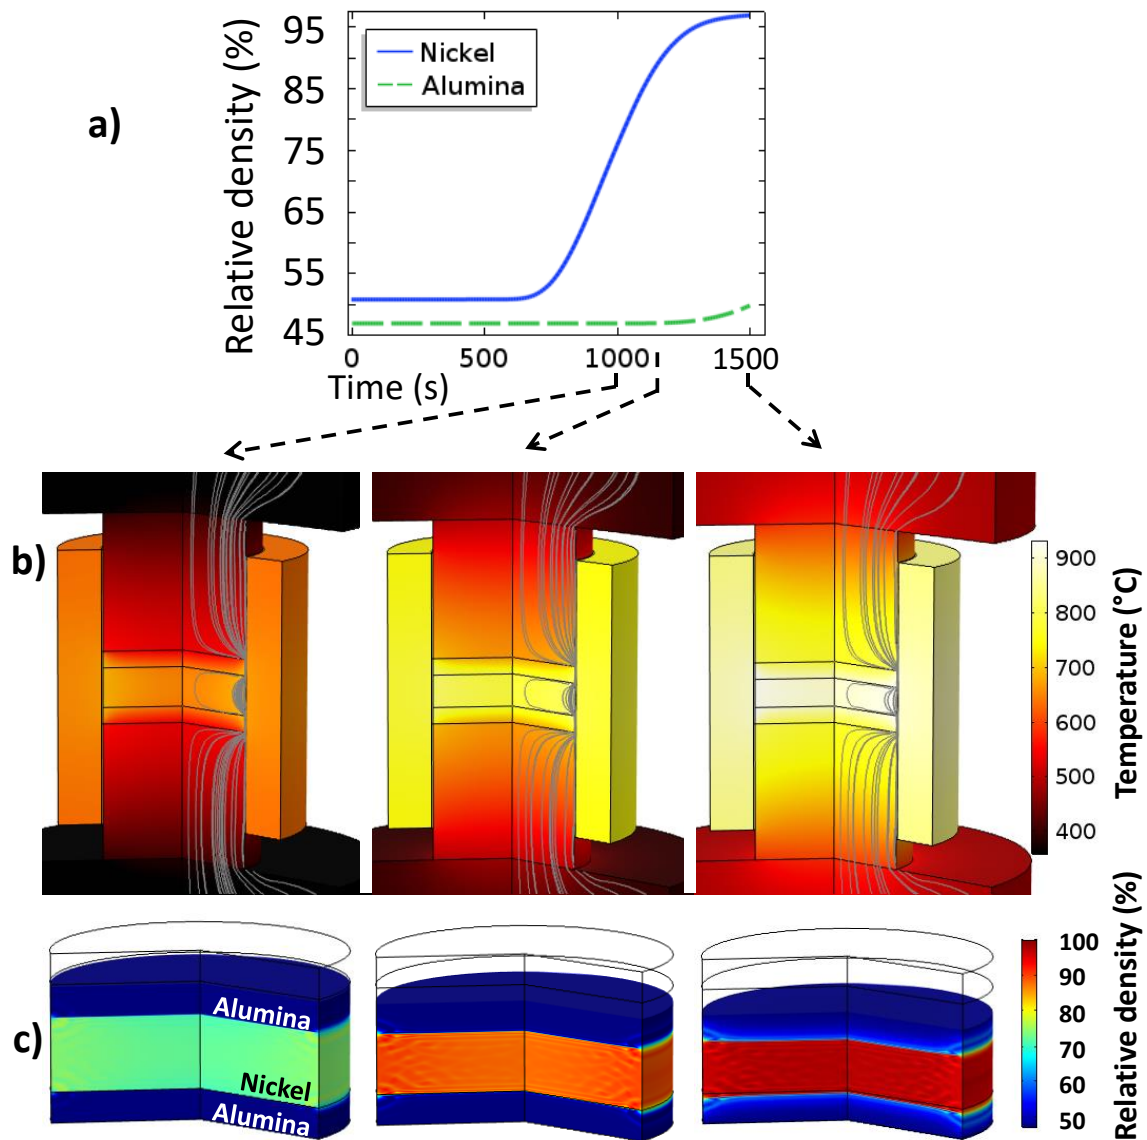 a)
Relative density (%)
95
85
75
65
55
45
Nickel
Alumina
0
500
1000
1500
Time (s)
b)
900
800
700
600
500
400
Temperature (°C)
c)
Alumina
Nickel
Alumina
100
90
80
70
60
50
Relative density (%)